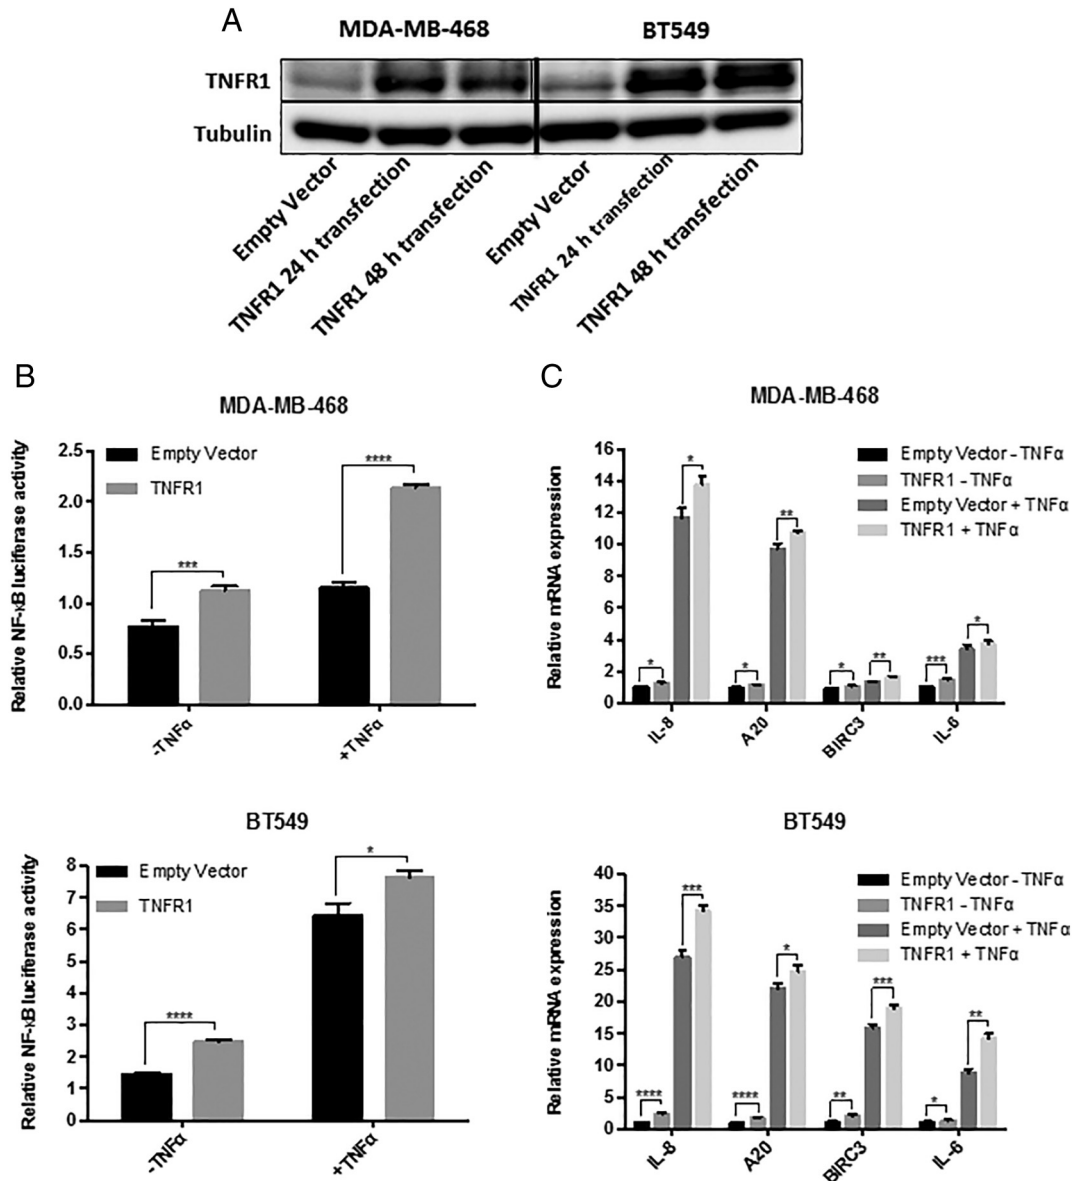 A
MDA-MB-468
BT549
TNFR1
Tubulin
Empty Vector
TNFR1 24 h transfection
TNFR1 48 h transfection
Empty Vector
TNFR1 24 h transfection
TNFR1 48 h transfection
B
MDA-MB-468
Relative NF-κB luciferase activity
Empty Vector
TNFR1
2.5
2.0
1.5
1.0
0.5
0.0
***
****
-TNFα
+TNFα
BT549
Relative NF-κB luciferase activity
Empty Vector
TNFR1
8
7
6
5
4
3
2
1
0
****
*
-TNFα
+TNFα
C
MDA-MB-468
Relative mRNA expression
Empty Vector - TNFα
TNFR1 - TNFα
Empty Vector + TNFα
TNFR1 + TNFα
16
14
12
10
8
6
4
2
0
* * * ** * ** *** *
IL-8
A20
BIRC3
IL-6
BT549
Relative mRNA expression
Empty Vector - TNFα
TNFR1 - TNFα
Empty Vector + TNFα
TNFR1 + TNFα
40
35
30
25
20
15
10
5
0
**** *** **** * ** *** * **
IL-8
A20
BIRC3
IL-6